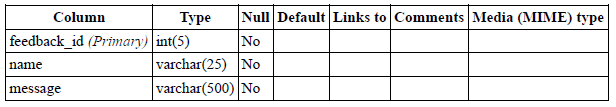 Column Type Null Default Links to Comments Media (MIME) type
feedback_id (Primary) int(5) No
name varchar(25) No
message varchar(500) No